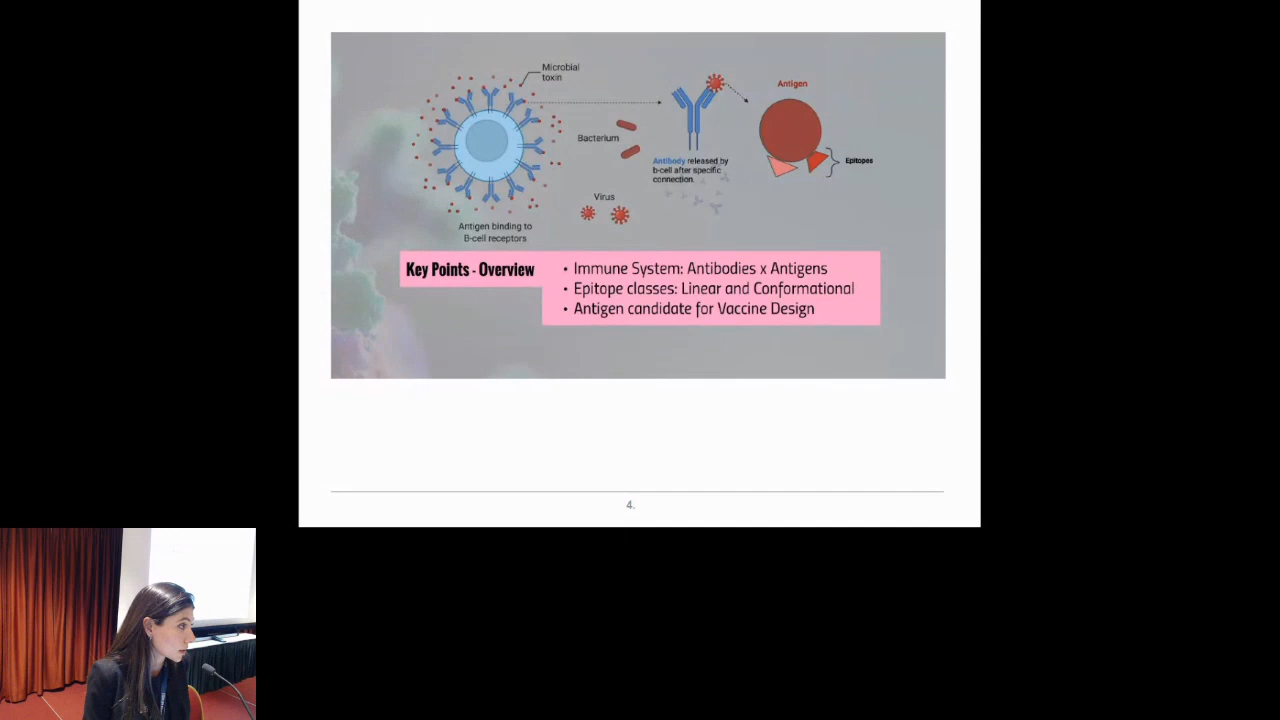 Microbial
toxin
Antigen
Bacterium
Antibody released by
b-cell after specific
connection.
Epitopes
Virus
Antigen binding to
B-cell receptors
Key Points - Overview
• Immune System: Antibodies x Antigens
• Epitope classes: Linear and Conformational
• Antigen candidate for Vaccine Design
4.